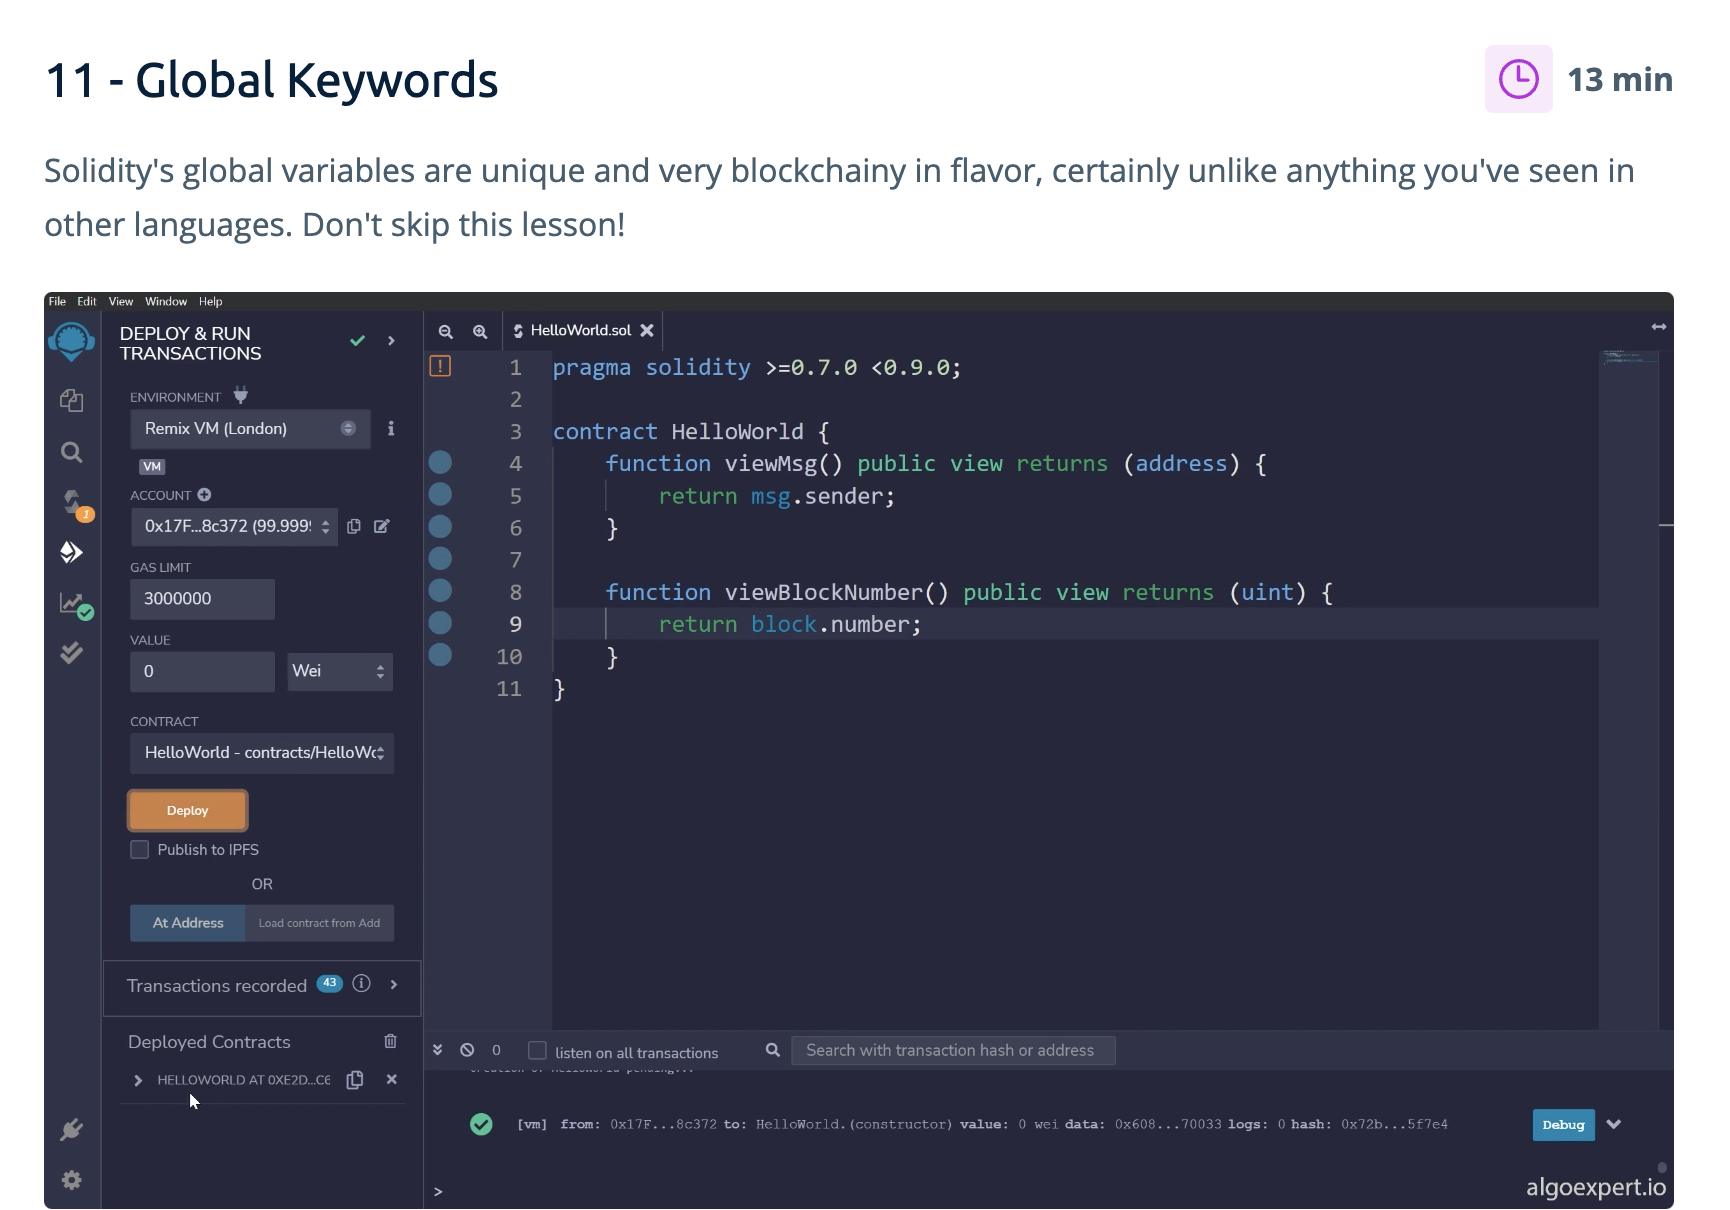 11 - Global Keywords
13 min
Solidity's global variables are unique and very blockchainy in flavor, certainly unlike anything you've seen in
other languages. Don't skip this lesson!
File Edit View Window Help
DEPLOY & RUN
TRANSACTIONS
ENVIRONMENT
Remix VM (London)
VM
ACCOUNT
0x17F...8c372 (99.999
GAS LIMIT
3000000
VALUE
0
Wei
CONTRACT
HelloWorld - contracts/HelloWo
Deploy
Publish to IPFS
OR
At Address
Load contract from Add
Transactions recorded 43
Deployed Contracts
HELLOWORLD AT 0XE2D...C6
1
HelloWorld.sol
1 pragma solidity >=0.7.0 <0.9.0;
2
3 contract HelloWorld {
4 function viewMsg() public view returns (address) {
5 return msg.sender;
6 }
7
8 function viewBlockNumber() public view returns (uint) {
9 return block.number;
10 }
11 }
0 listen on all transactions
Search with transaction hash or address
creation of HelloWorld pending...
[vm] from: 0x17F...8c372 to: HelloWorld.(constructor) value: 0 wei data: 0x608...70033 logs: 0 hash: 0x72b...5f7e4
Debug
>
algoexpert.io